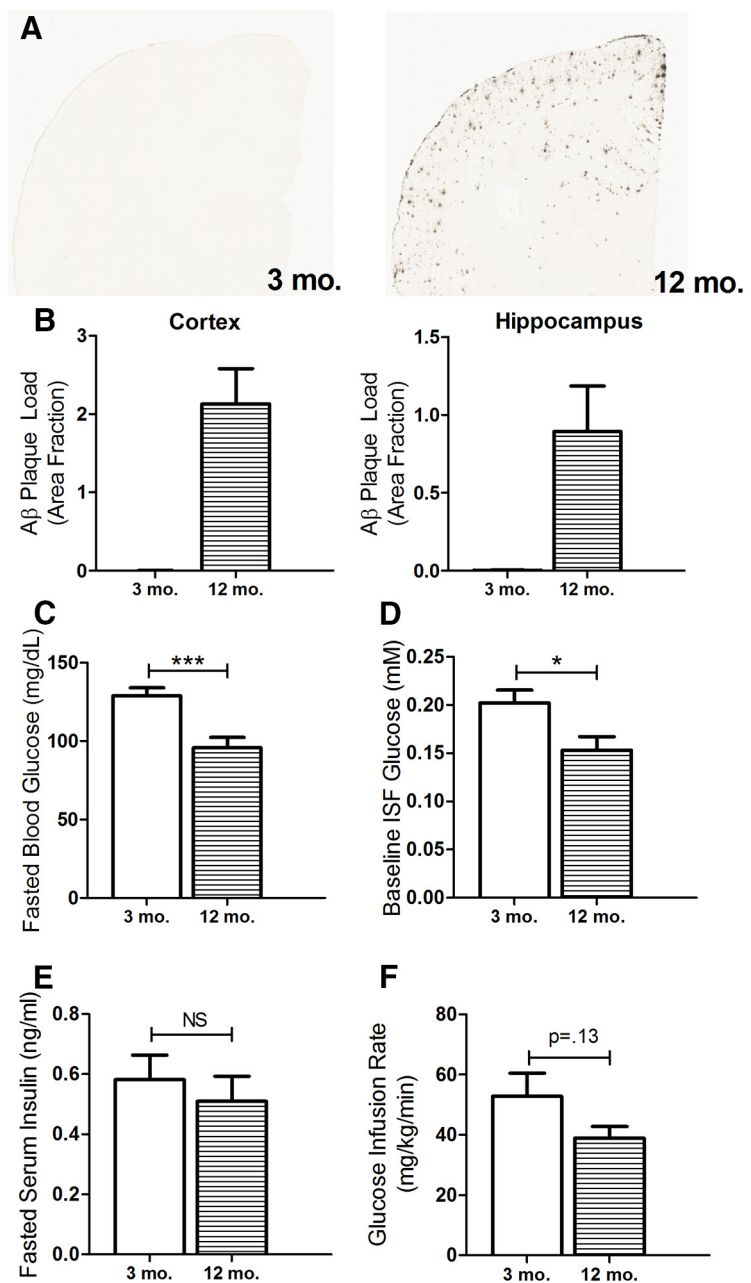 A
3 mo.
12 mo.
B
Cortex
Hippocampus
Aβ Plaque Load
(Area Fraction)
3
2
1
0
3 mo.
12 mo.
Aβ Plaque Load
(Area Fraction)
1.5
1.0
0.5
0.0
3 mo.
12 mo.
C
Fasted Blood Glucose (mg/dL)
150
100
50
0
***
3 mo.
12 mo.
D
Baseline ISF Glucose (mM)
0.25
0.20
0.15
0.10
0.05
0.00
*
3 mo.
12 mo.
E
Fasted Serum Insulin (ng/ml)
0.8
0.6
0.4
0.2
0.0
NS
3 mo.
12 mo.
F
Glucose Infusion Rate
(mg/kg/min)
80
60
40
20
0
p=.13
3 mo.
12 mo.